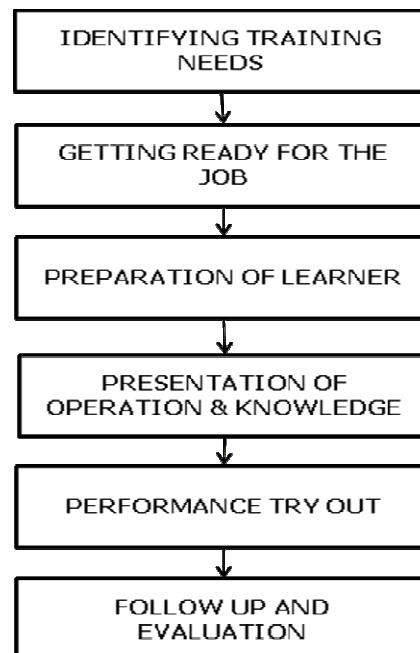 IDENTIFYING TRAINING
NEEDS
GETTING READY FOR THE
JOB
PREPARATION OF LEARNER
PRESENTATION OF
OPERATION & KNOWLEDGE
PERFORMANCE TRY OUT
FOLLOW UP AND
EVALUATION